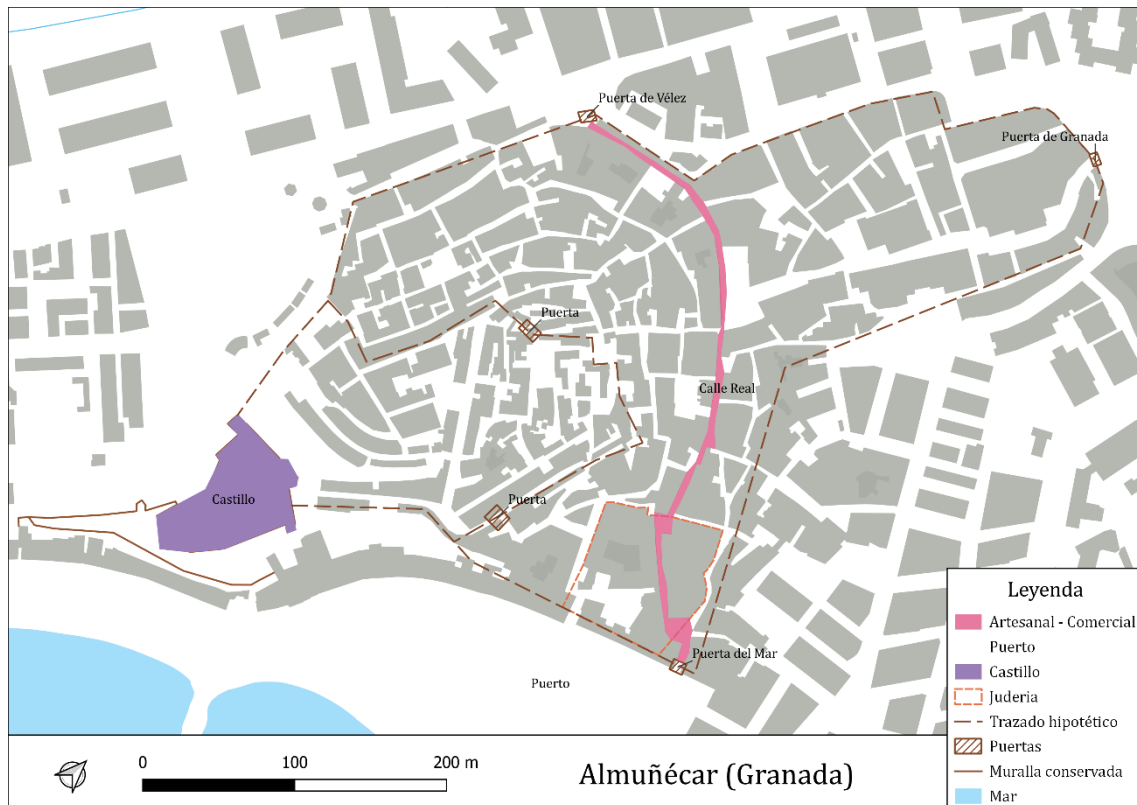 Puerta de Vélez
Puerta de Granada
Puerta
Calle Real
Castillo
Puerta
Puerta del Mar
Puerto
Leyenda
Artesanal - Comercial
Puerto
Castillo
Juderia
Trazado hipotético
Puertas
Muralla conservada
Mar
0 100 200 m
Almuñécar (Granada)